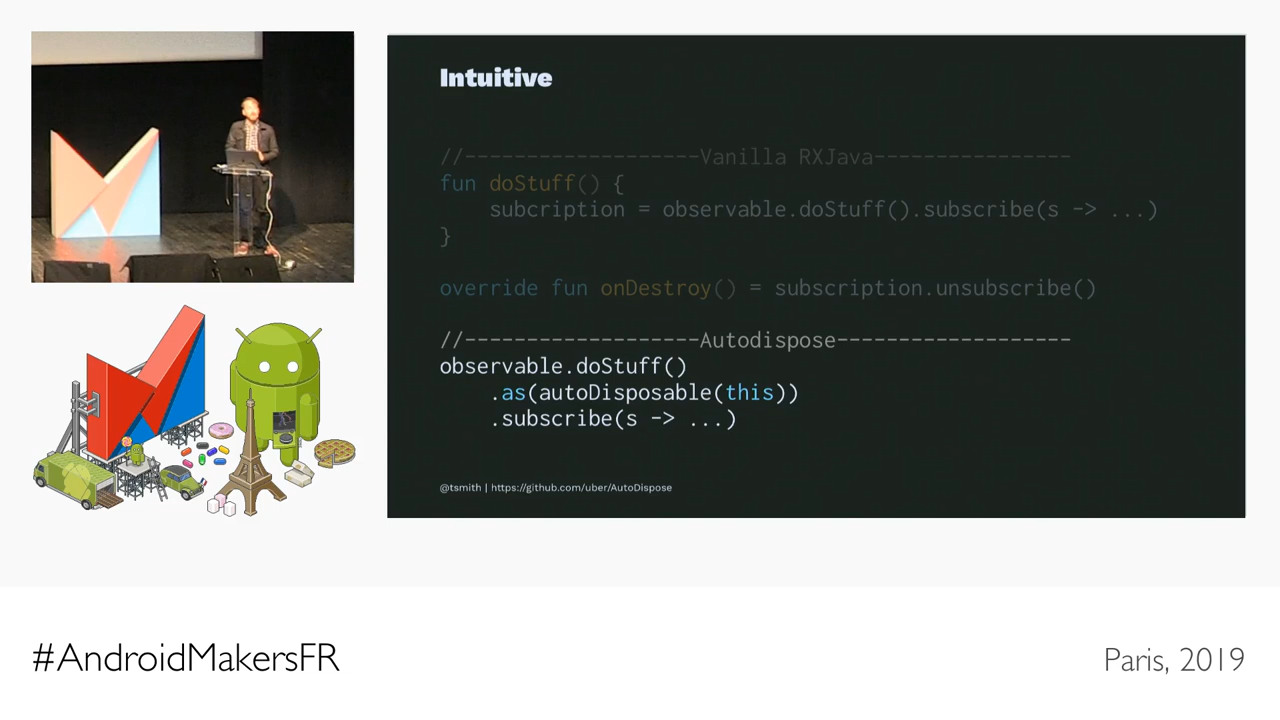 Intuitive
//-------------------Vanilla RXJava----------------
fun doStuff() {
    subcription = observable.doStuff().subscribe(s -> ...)
}
override fun onDestroy() = subscription.unsubscribe()
//-------------------Autodispose-------------------
observable.doStuff()
    .as(autoDisposable(this))
    .subscribe(s -> ...)
@tsmith | https://github.com/uber/AutoDispose
#AndroidMakersFR
Paris, 2019